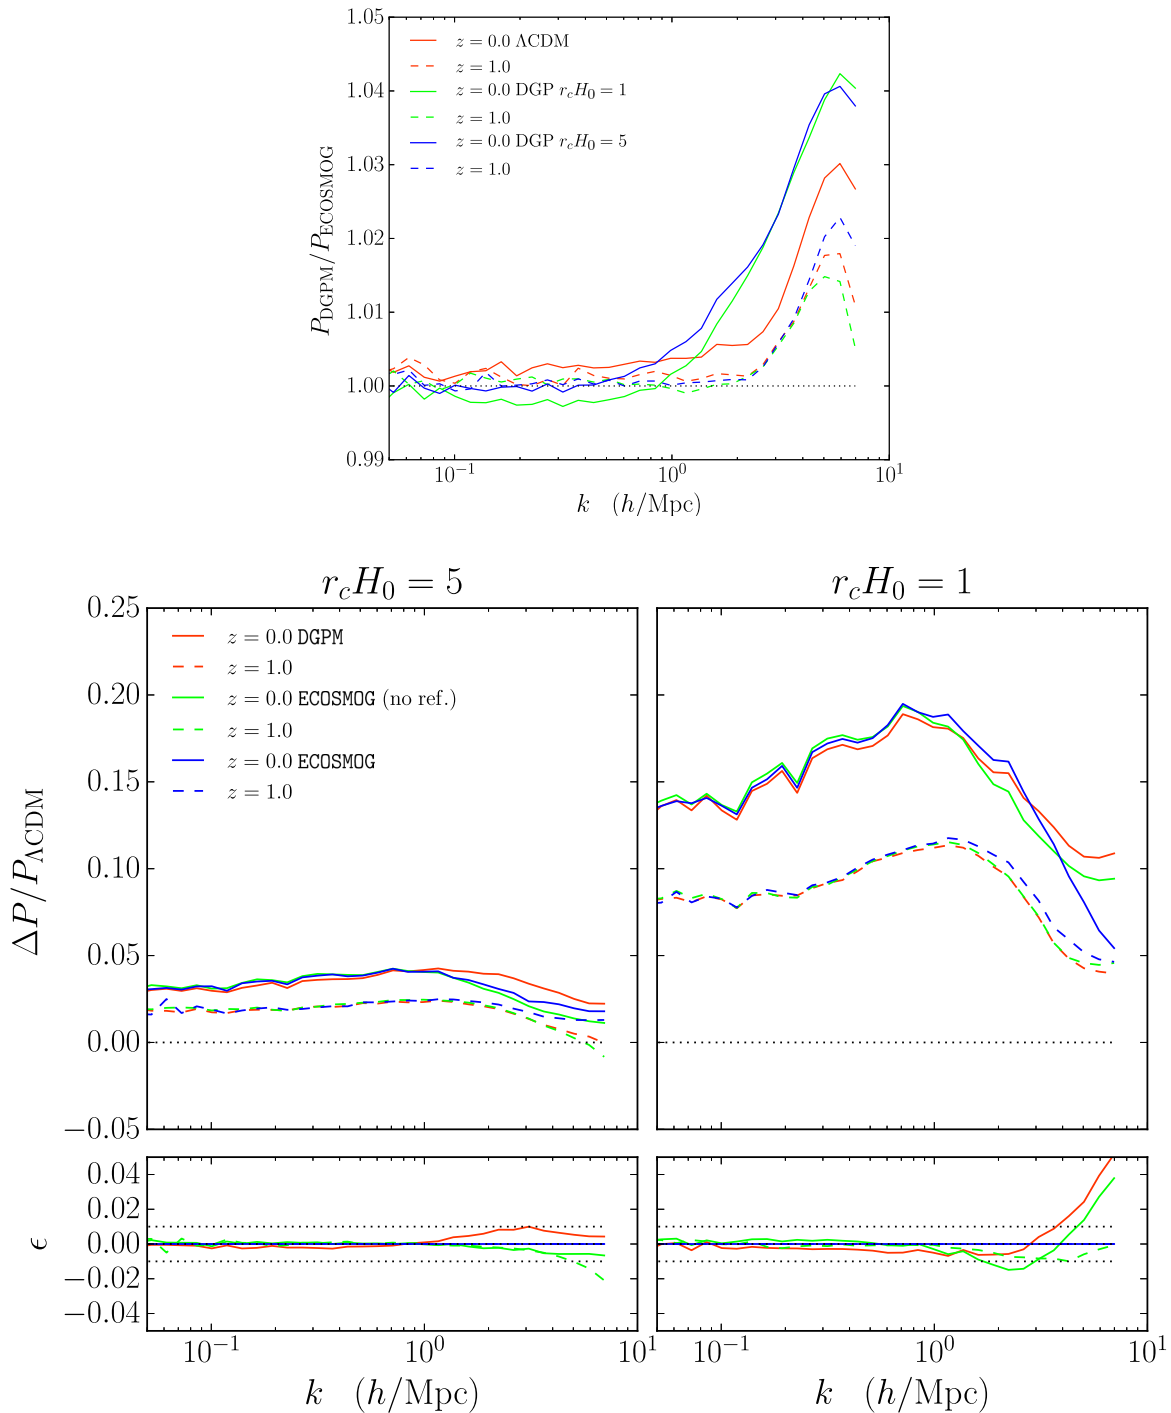 1.05
1.04
1.03
1.02
1.01
1.00
0.99
P_DGPM/P_ECOSMOG
z = 0.0 ΛCDM
z = 1.0
z = 0.0 DGP r_cH_0 = 1
z = 1.0
z = 0.0 DGP r_cH_0 = 5
z = 1.0
10^−1 10^0 10^1
k (h/Mpc)
r_cH_0 = 5 r_cH_0 = 1
0.25
0.20
0.15
0.10
0.05
0.00
−0.05
ΔP/P_ΛCDM
z = 0.0 DGPM
z = 1.0
z = 0.0 ECOSMOG (no ref.)
z = 1.0
z = 0.0 ECOSMOG
z = 1.0
0.04
0.02
0.00
−0.02
−0.04
ϵ
10^−1 10^0 10^1 10^−1 10^0 10^1
k (h/Mpc) k (h/Mpc)